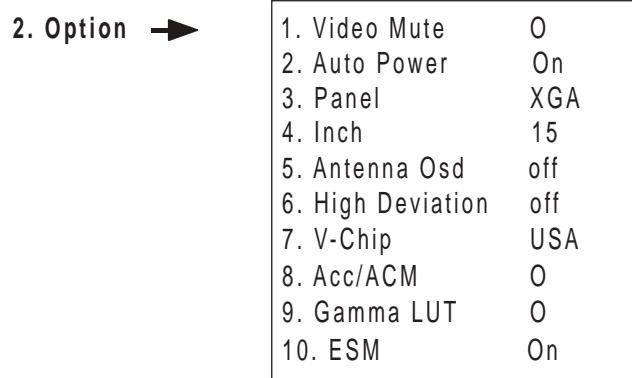 2. Option
1. Video Mute O
2. Auto Power On
3. Panel XGA
4. Inch 15
5. Antenna Osd off
6. High Deviation off
7. V-Chip USA
8. Acc/ACM O
9. Gamma LUT O
10. ESM On